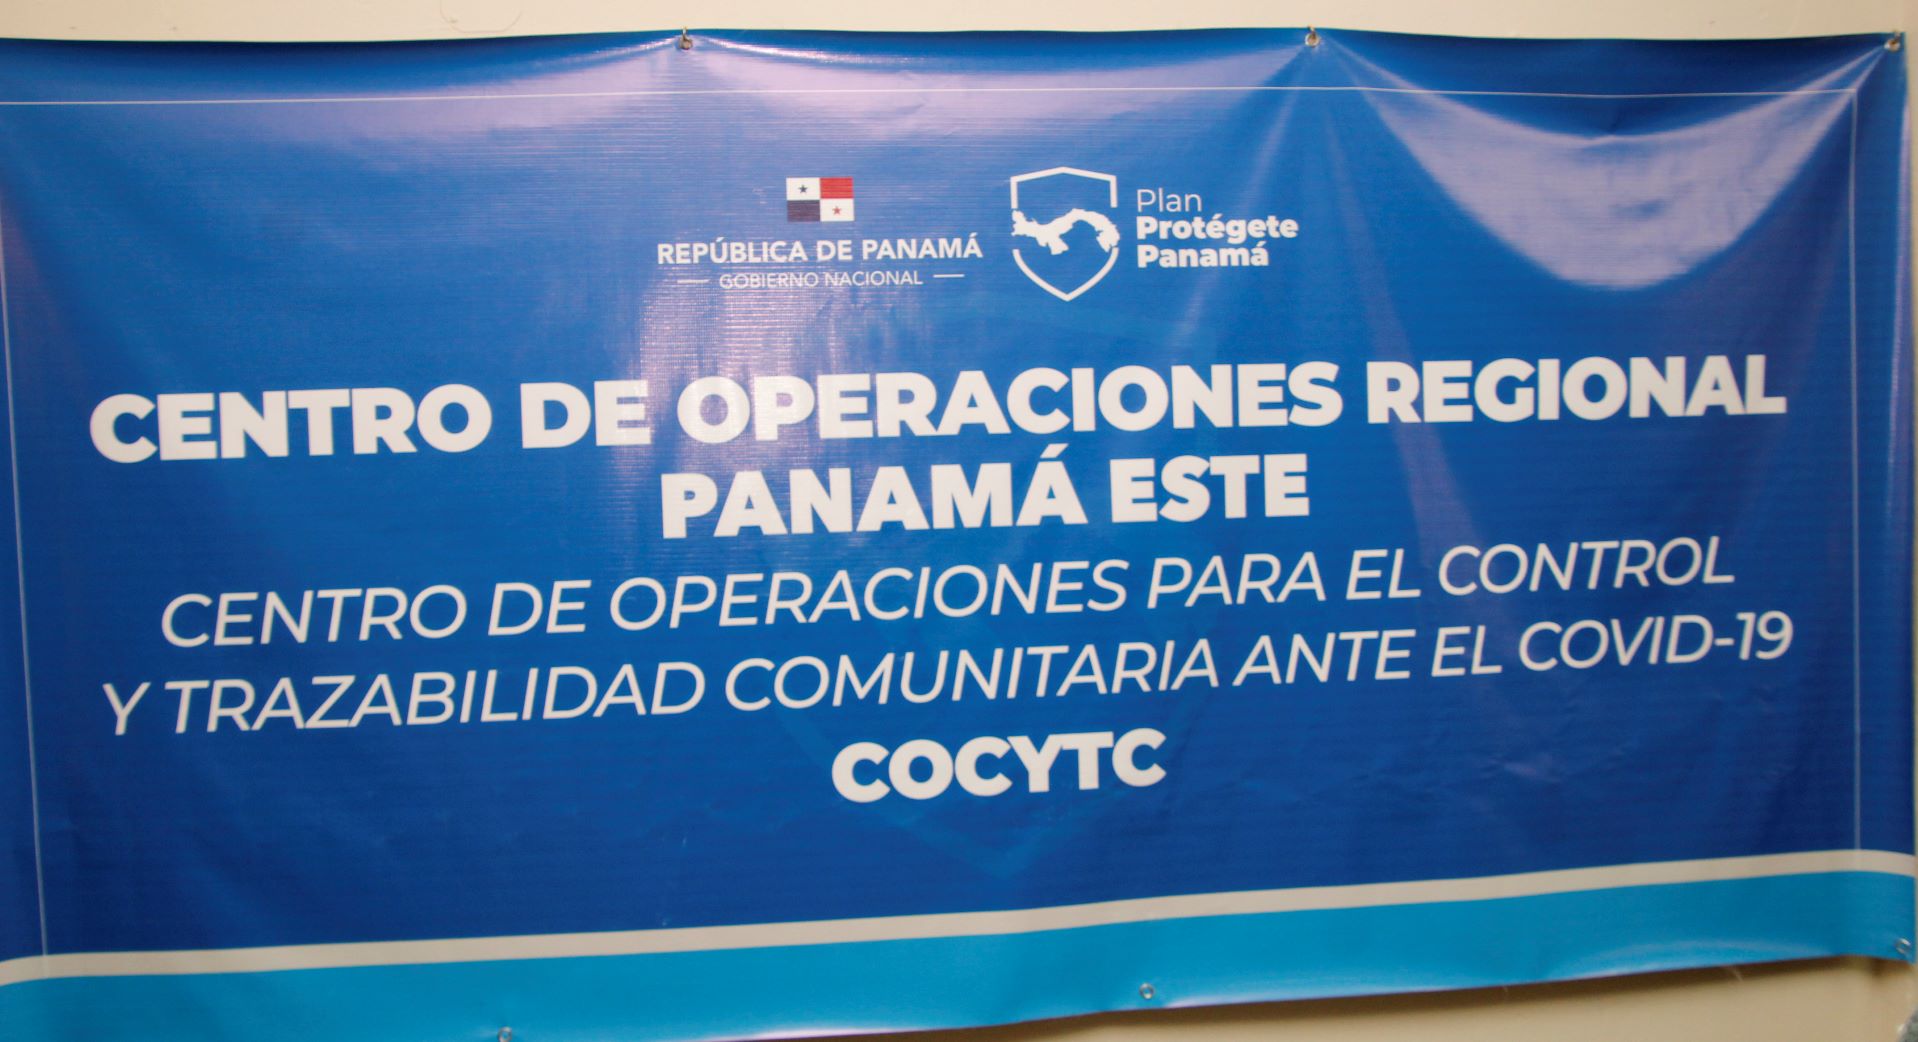 REPÚBLICA DE PANAMÁ
GOBIERNO NACIONAL
Plan
Protégete
Panamá
CENTRO DE OPERACIONES REGIONAL
PANAMÁ ESTE
CENTRO DE OPERACIONES PARA EL CONTROL
Y TRAZABILIDAD COMUNITARIA ANTE EL COVID-19
COCYTC